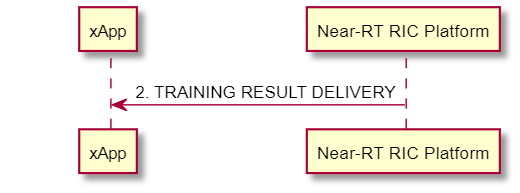 xApp
Near-RT RIC Platform
2. TRAINING RESULT DELIVERY
xApp
Near-RT RIC Platform